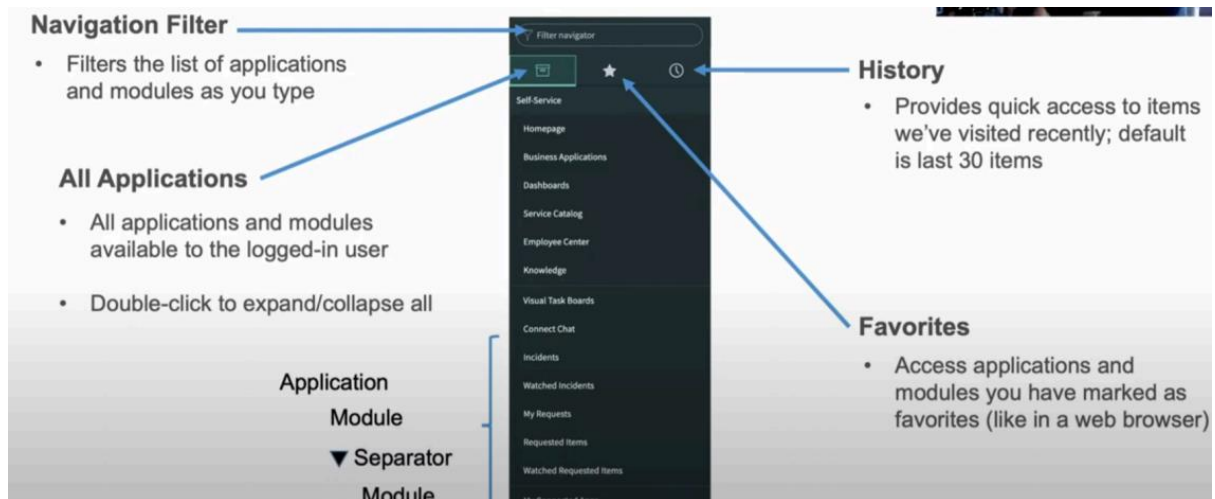 Navigation Filter
• Filters the list of applications
and modules as you type
All Applications
• All applications and modules
available to the logged-in user
• Double-click to expand/collapse all
Application
Module
▼ Separator
Module
Filter navigator
Self-Service
Homepage
Business Applications
Dashboards
Service Catalog
Employee Center
Knowledge
Visual Task Boards
Connect Chat
Incidents
Watched Incidents
My Requests
Requested Items
Watched Requested Items
History
• Provides quick access to items
we've visited recently; default
is last 30 items
Favorites
• Access applications and
modules you have marked as
favorites (like in a web browser)